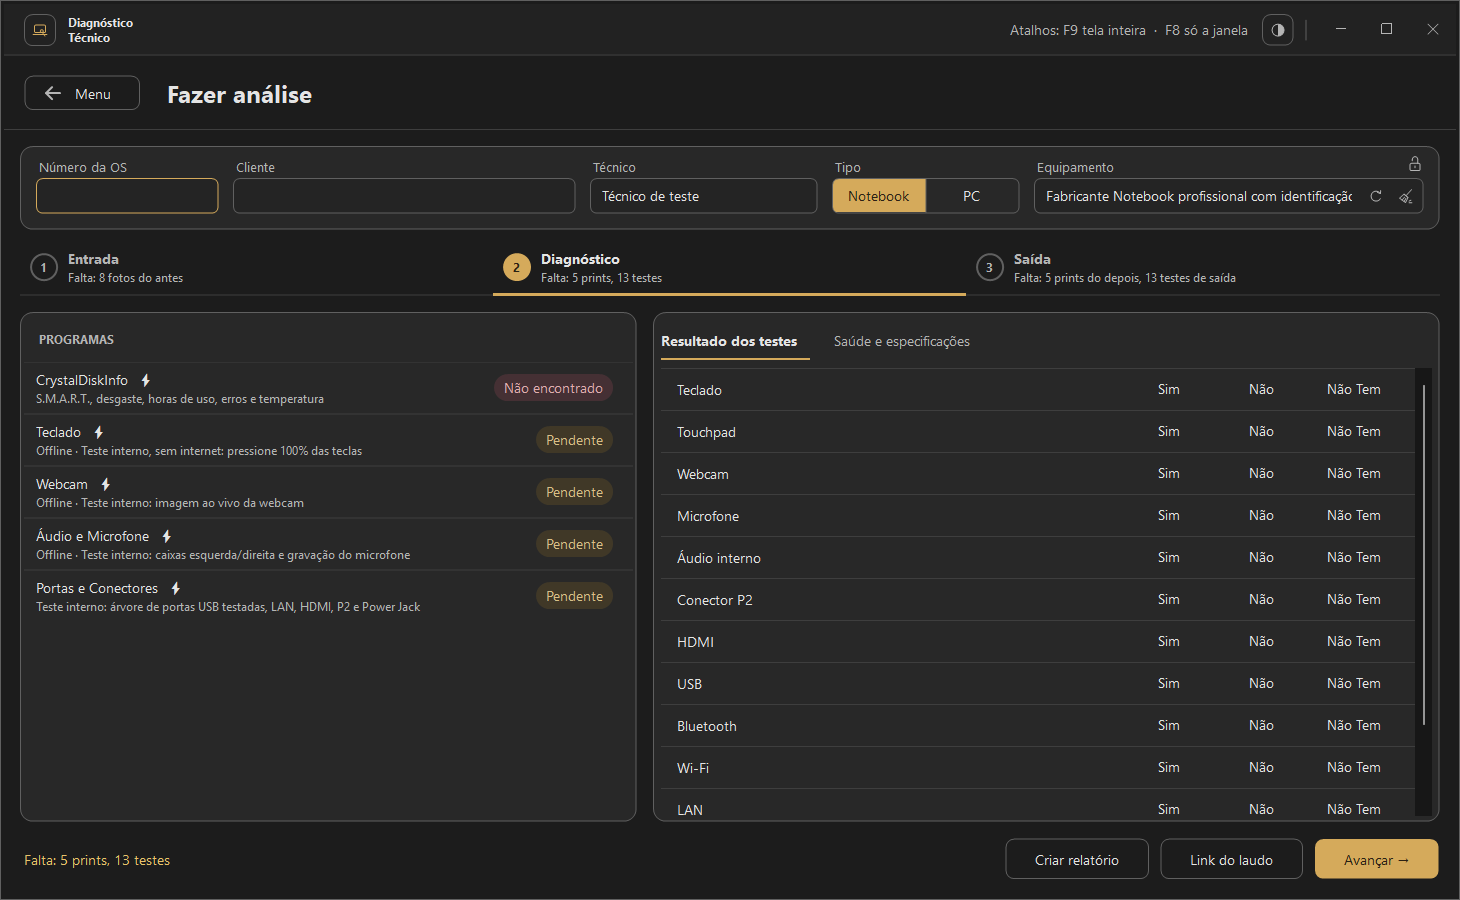 Diagnóstico
Técnico
Atalhos: F9 tela inteira · F8 só a janela
Menu
Fazer análise
Número da OS
Cliente
Técnico
Técnico de teste
Tipo
Notebook
PC
Equipamento
Fabricante Notebook profissional com identificaçãc
1
Entrada
Falta: 8 fotos do antes
2
Diagnóstico
Falta: 5 prints, 13 testes
3
Saída
Falta: 5 prints do depois, 13 testes de saída
PROGRAMAS
CrystalDiskInfo
S.M.A.R.T., desgaste, horas de uso, erros e temperatura
Não encontrado
Teclado
Offline · Teste interno, sem internet: pressione 100% das teclas
Pendente
Webcam
Offline · Teste interno: imagem ao vivo da webcam
Pendente
Áudio e Microfone
Offline · Teste interno: caixas esquerda/direita e gravação do microfone
Pendente
Portas e Conectores
Teste interno: árvore de portas USB testadas, LAN, HDMI, P2 e Power Jack
Pendente
Resultado dos testes
Saúde e especificações
Teclado Sim Não Não Tem
Touchpad Sim Não Não Tem
Webcam Sim Não Não Tem
Microfone Sim Não Não Tem
Áudio interno Sim Não Não Tem
Conector P2 Sim Não Não Tem
HDMI Sim Não Não Tem
USB Sim Não Não Tem
Bluetooth Sim Não Não Tem
Wi-Fi Sim Não Não Tem
LAN Sim Não Não Tem
Falta: 5 prints, 13 testes
Criar relatório
Link do laudo
Avançar →